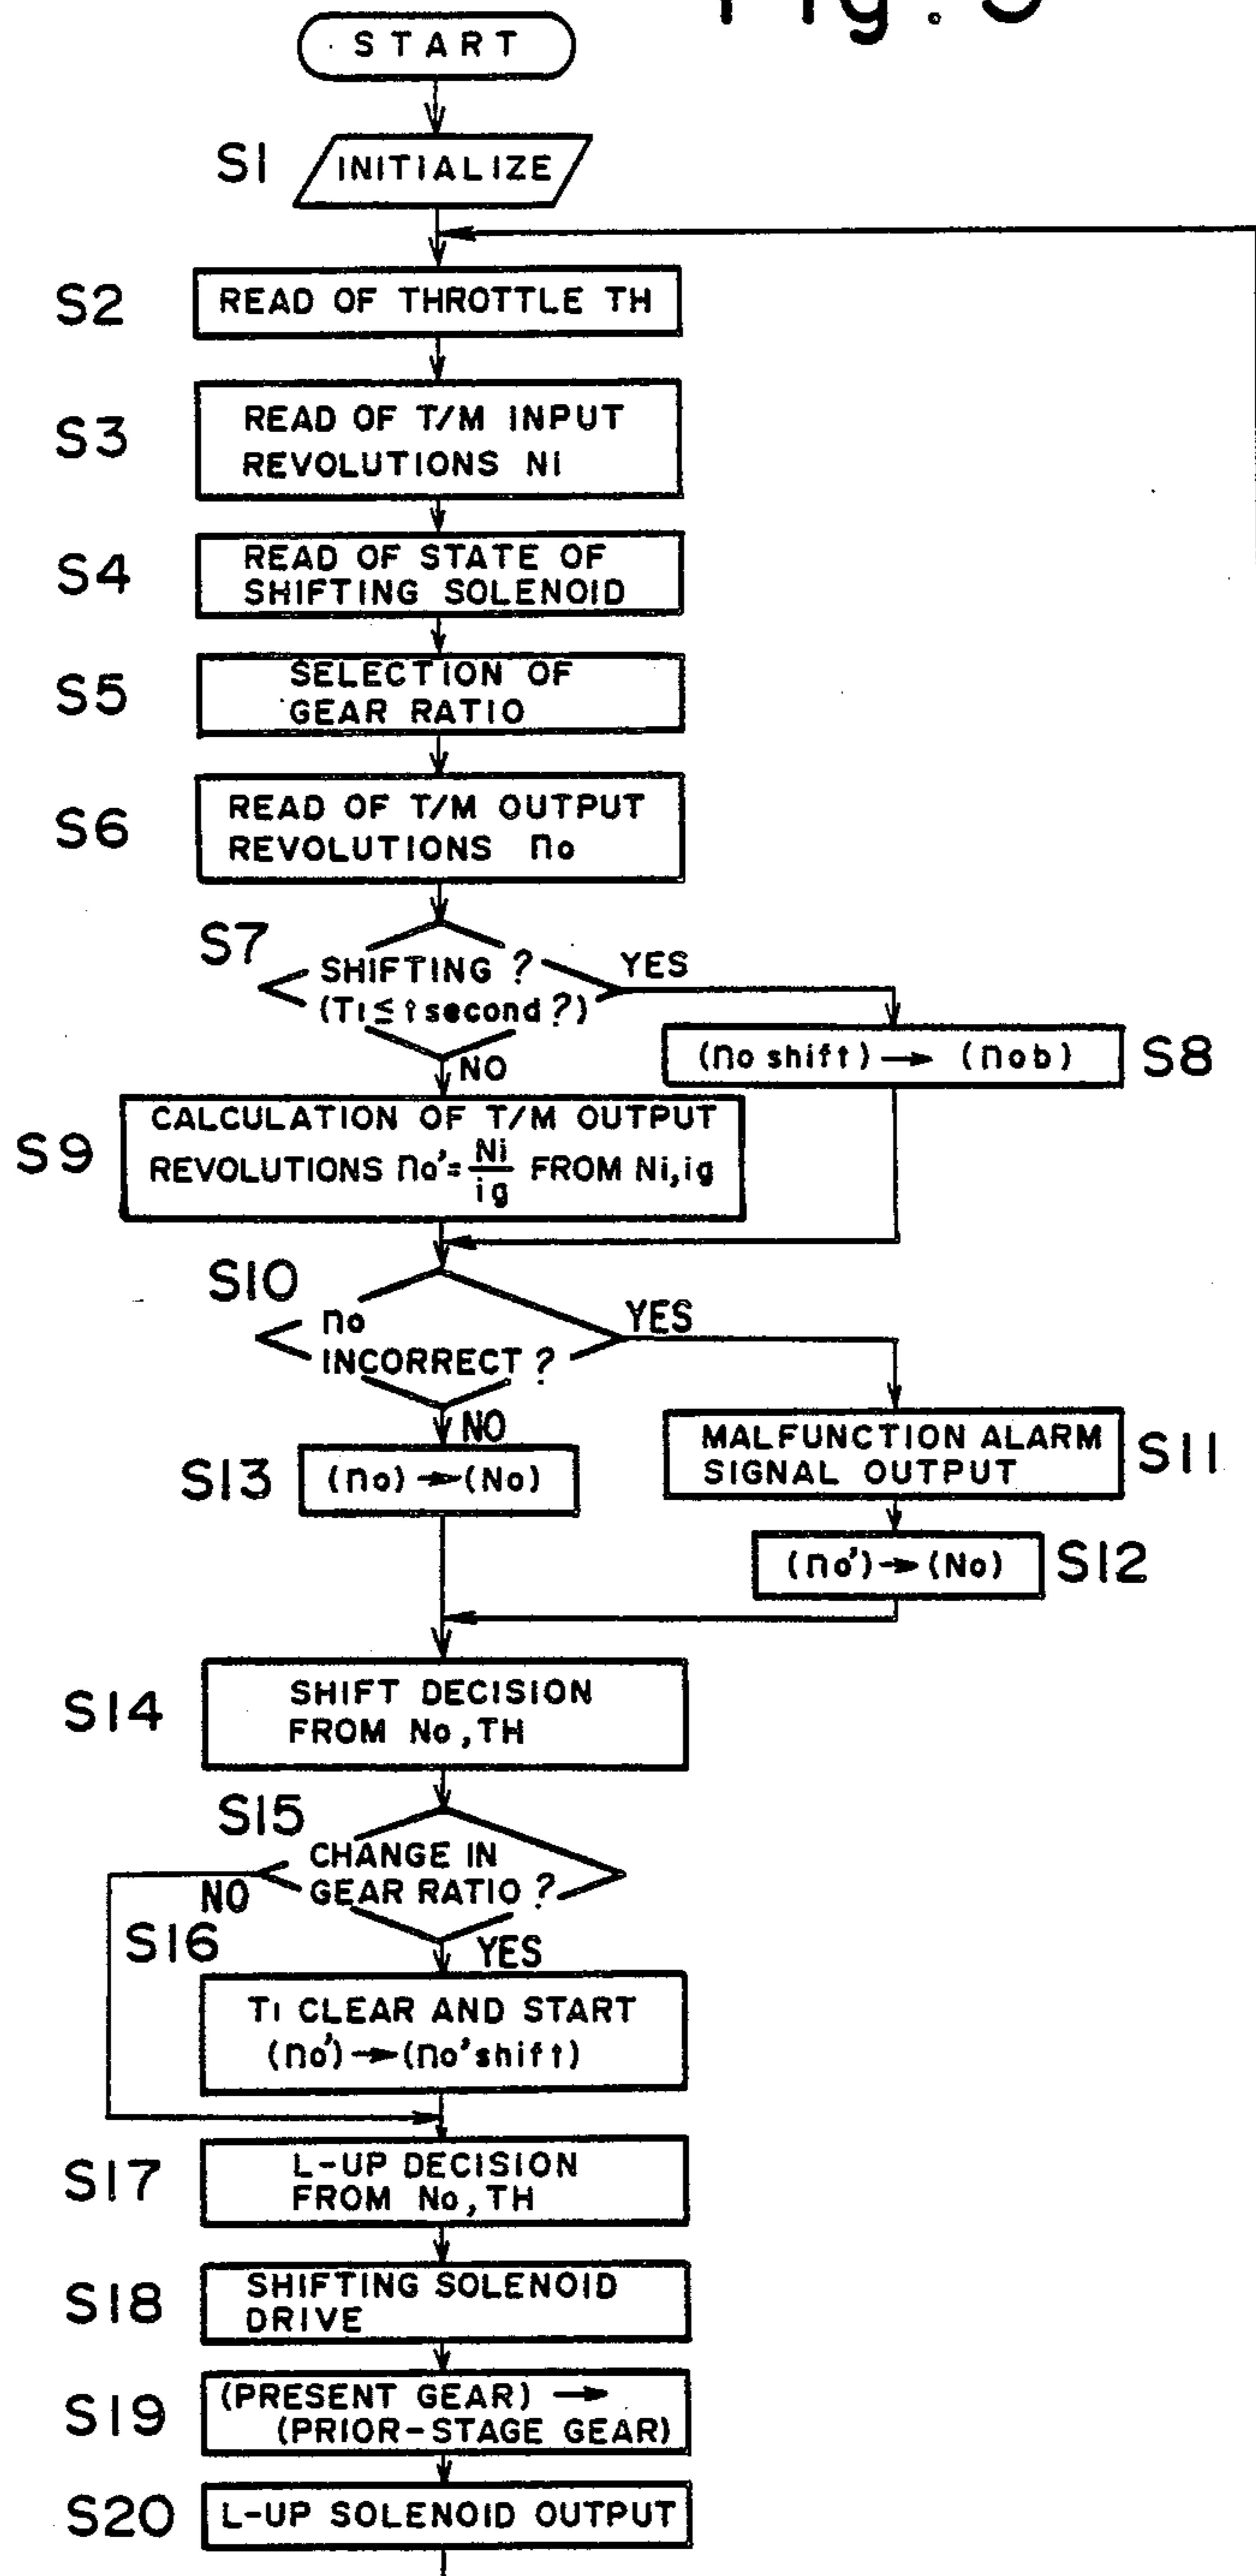 Fig. 5
START
S1
INITIALIZE
S2
READ OF THROTTLE TH
S3
READ OF T/M INPUT
REVOLUTIONS Ni
S4
READ OF STATE OF
SHIFTING SOLENOID
S5
SELECTION OF
GEAR RATIO
S6
READ OF T/M OUTPUT
REVOLUTIONS no
S7
SHIFTING ?
(T1 ≦ t second ?)
YES
NO
(no shift) → (nob)
S8
S9
CALCULATION OF T/M OUTPUT
REVOLUTIONS no' = Ni/ig FROM Ni, ig
S10
no
INCORRECT ?
YES
NO
MALFUNCTION ALARM
SIGNAL OUTPUT
S11
S13
(no) → (No)
(no') → (No)
S12
S14
SHIFT DECISION
FROM No, TH
S15
CHANGE IN
GEAR RATIO ?
NO
YES
S16
T1 CLEAR AND START
(no') → (no' shift)
S17
L-UP DECISION
FROM No, TH
S18
SHIFTING SOLENOID
DRIVE
S19
(PRESENT GEAR) →
(PRIOR-STAGE GEAR)
S20
L-UP SOLENOID OUTPUT